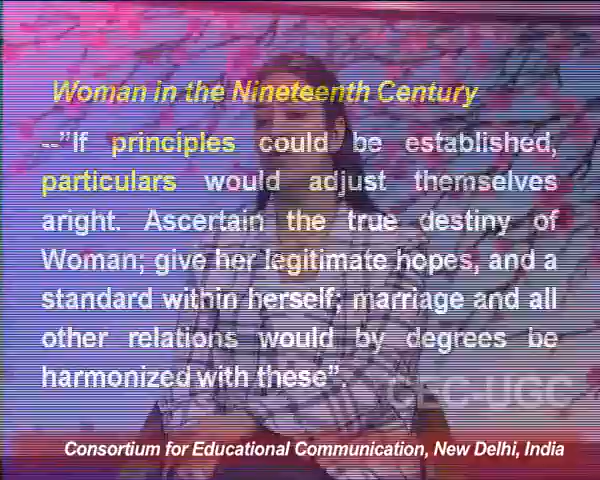 Woman in the Nineteenth Century
--”If principles could be established,
particulars would adjust themselves
aright. Ascertain the true destiny of
Woman; give her legitimate hopes, and a
standard within herself; marriage and all
other relations would by degrees be
harmonized with these”.
CEC-UGC
Consortium for Educational Communication, New Delhi, India